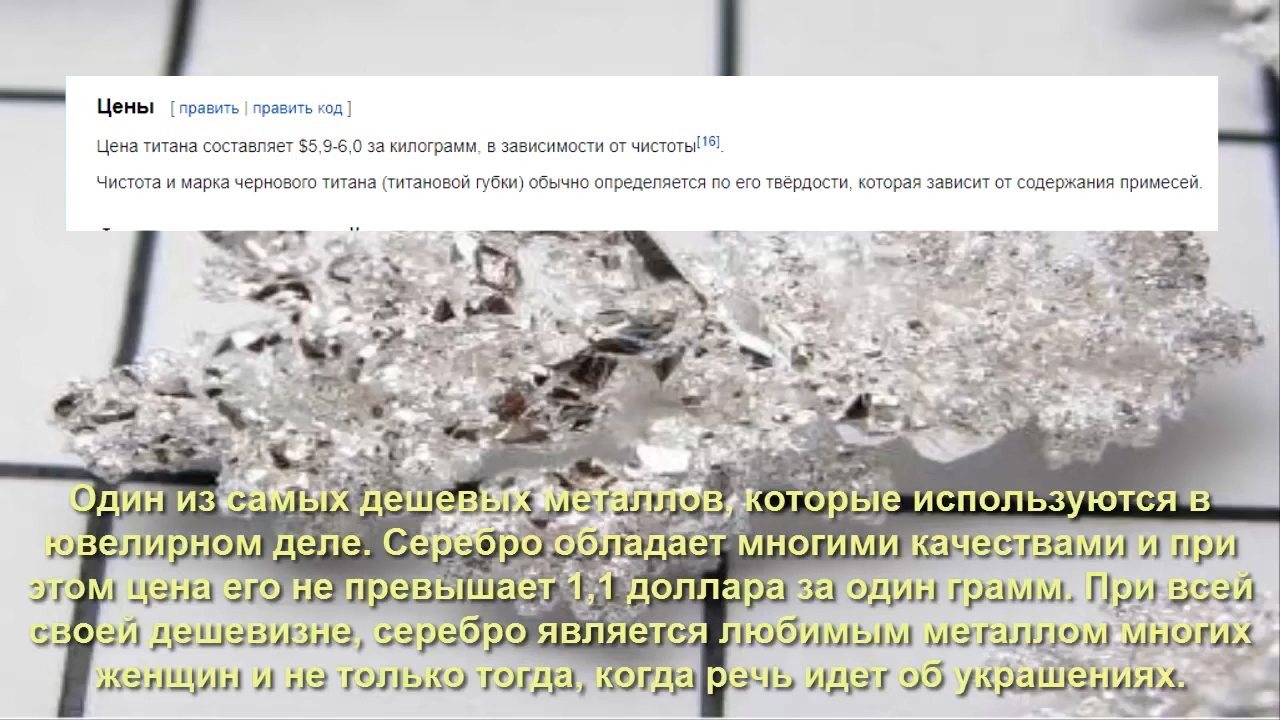 Цены [ править | править код ]
Цена титана составляет $5,9-6,0 за килограмм, в зависимости от чистоты[16].
Чистота и марка чернового титана (титановой губки) обычно определяется по его твёрдости, которая зависит от содержания примесей.
Один из самых дешевых металлов, которые используются в
ювелирном деле. Серебро обладает многими качествами и при
этом цена его не превышает 1,1 доллара за один грамм. При всей
своей дешевизне, серебро является любимым металлом многих
женщин и не только тогда, когда речь идет об украшениях.